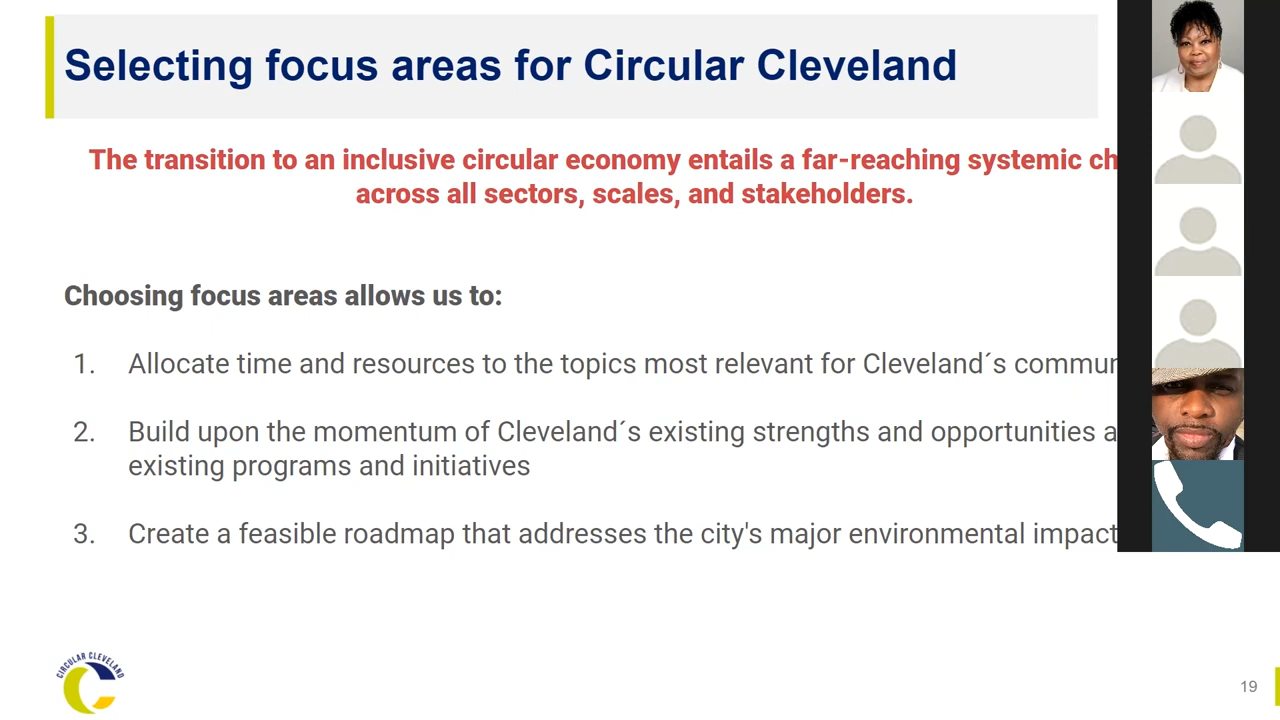 Selecting focus areas for Circular Cleveland
The transition to an inclusive circular economy entails a far-reaching systemic
across all sectors, scales, and stakeholders.
Choosing focus areas allows us to:
1. Allocate time and resources to the topics most relevant for Cleveland´s
2. Build upon the momentum of Cleveland´s existing strengths and opportunities
existing programs and initiatives
3. Create a feasible roadmap that addresses the city's major environmental impact
CIRCULAR CLEVELAND
19